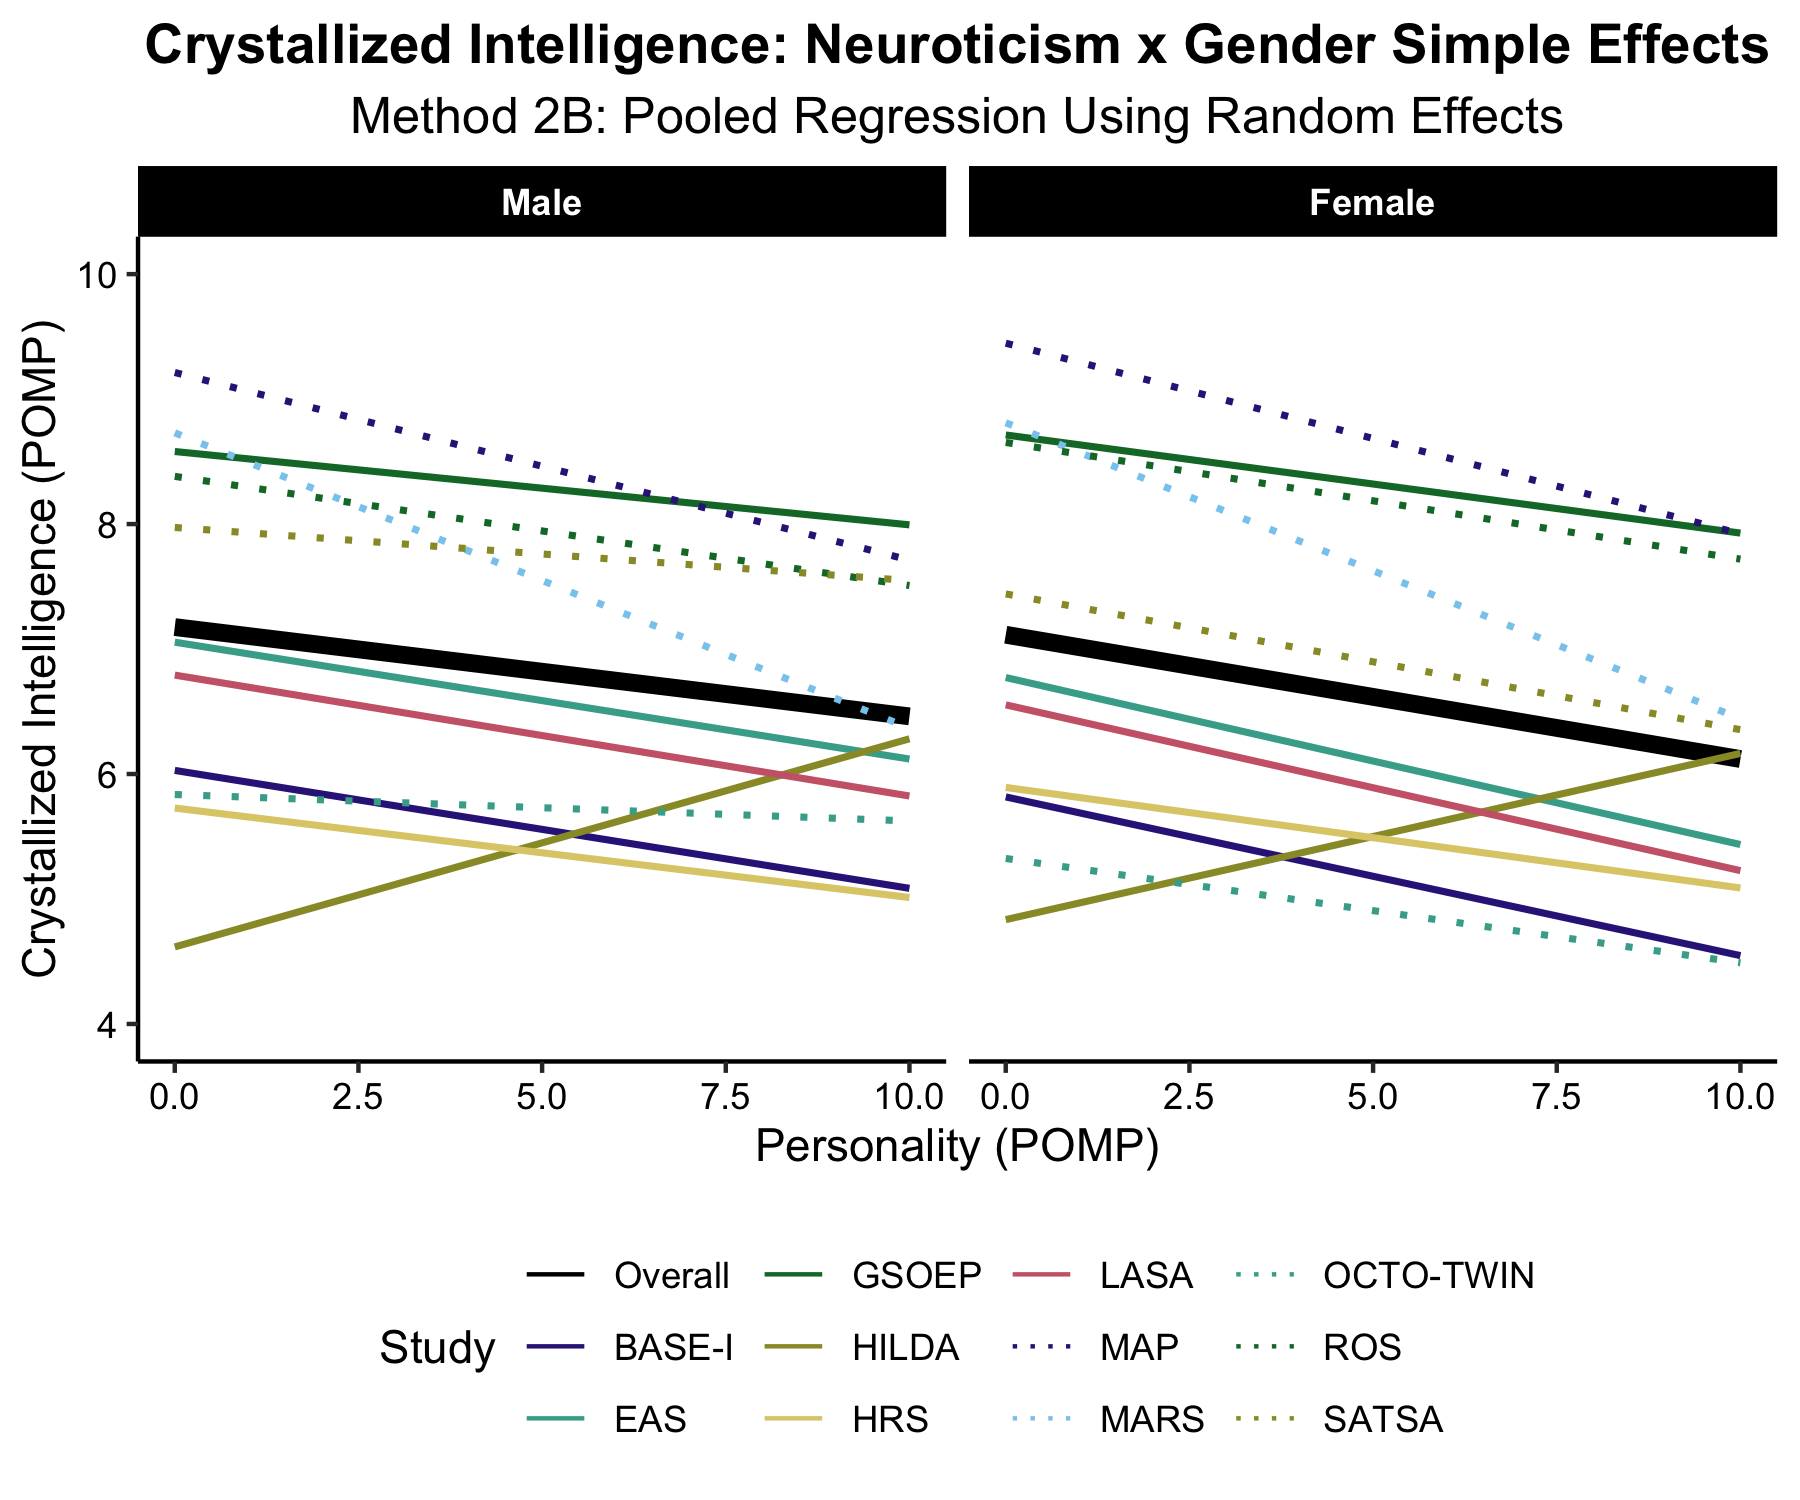 Crystallized Intelligence: Neuroticism x Gender Simple Effects
Method 2B: Pooled Regression Using Random Effects
Male
Female
Crystallized Intelligence (POMP)
10
8
6
4
0.0 2.5 5.0 7.5 10.0
0.0 2.5 5.0 7.5 10.0
Personality (POMP)
Study
Overall GSOEP LASA OCTO-TWIN
BASE-I HILDA MAP ROS
EAS HRS MARS SATSA